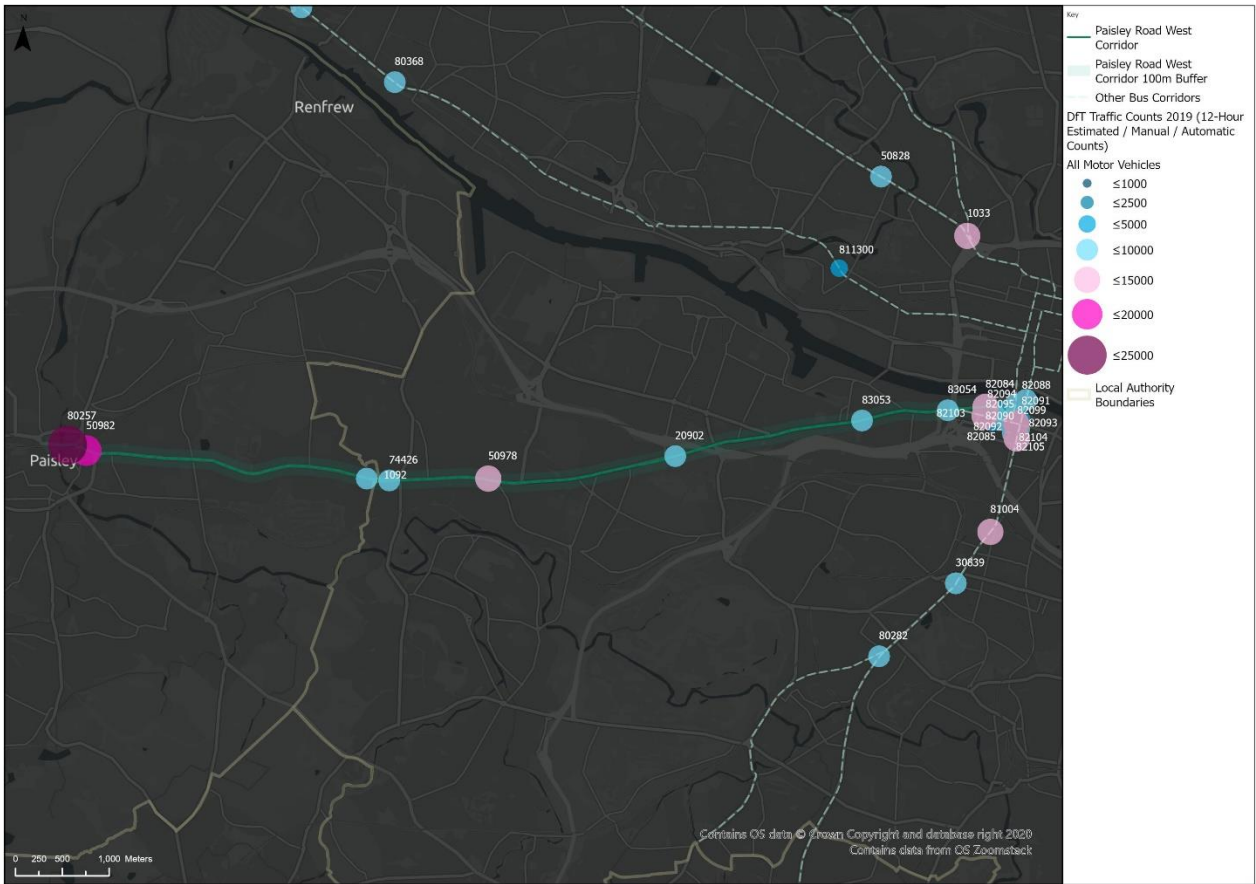 N
80368
Renfrew
50828
1033
811300
83054
82084
82094
82088
82095
82091
83053
82103
82090
82099
82092
82093
82085
82104
82105
80257
50982
Paisley
74426
1092
50978
20902
81004
30839
80282
Contains OS data © Crown Copyright and database right 2020
Contains data from OS Zoomstack
0 250 500 1,000 Meters
Key
Paisley Road West
Corridor
Paisley Road West
Corridor 100m Buffer
Other Bus Corridors
DfT Traffic Counts 2019 (12-Hour
Estimated / Manual / Automatic
Counts)
All Motor Vehicles
≤1000
≤2500
≤5000
≤10000
≤15000
≤20000
≤25000
Local Authority
Boundaries